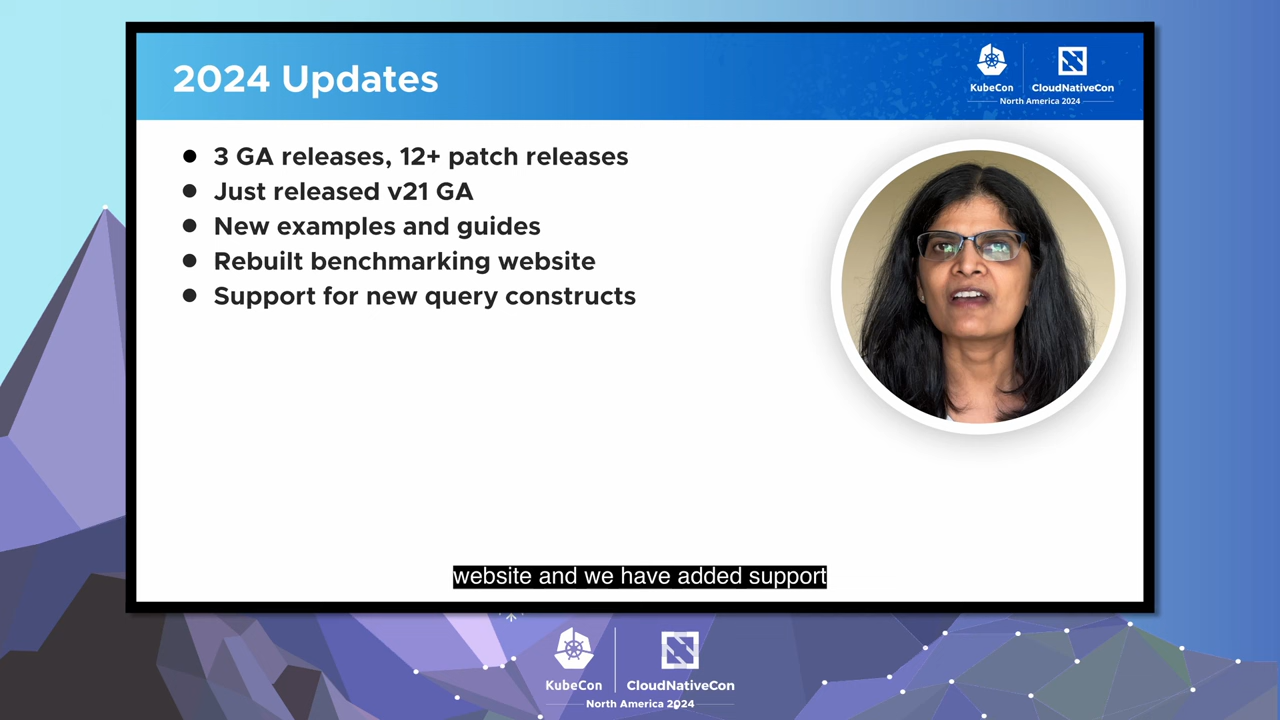 2024 Updates
KubeCon
CloudNativeCon
North America 2024
3 GA releases, 12+ patch releases
Just released v21 GA
New examples and guides
Rebuilt benchmarking website
Support for new query constructs
website and we have added support
KubeCon
CloudNativeCon
North America 2024